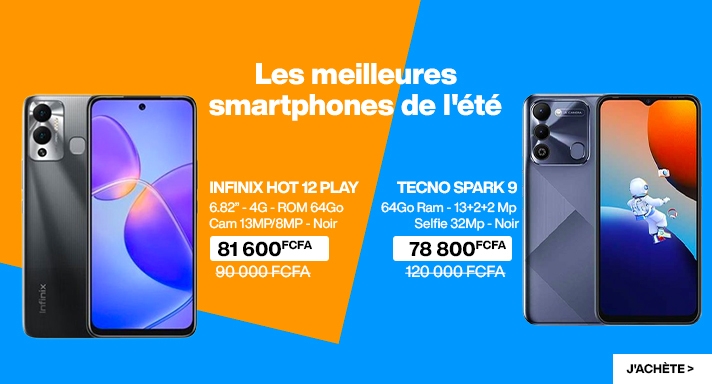 Les meilleures
smartphones de l'été
INFINIX HOT 12 PLAY
6.82” - 4G - ROM 64Go
Cam 13MP/8MP - Noir
81 600FCFA
90 000 FCFA
TECNO SPARK 9
64Go Ram - 13+2+2 Mp
Selfie 32Mp - Noir
78 800FCFA
120 000 FCFA
Infinix
J'ACHÈTE >